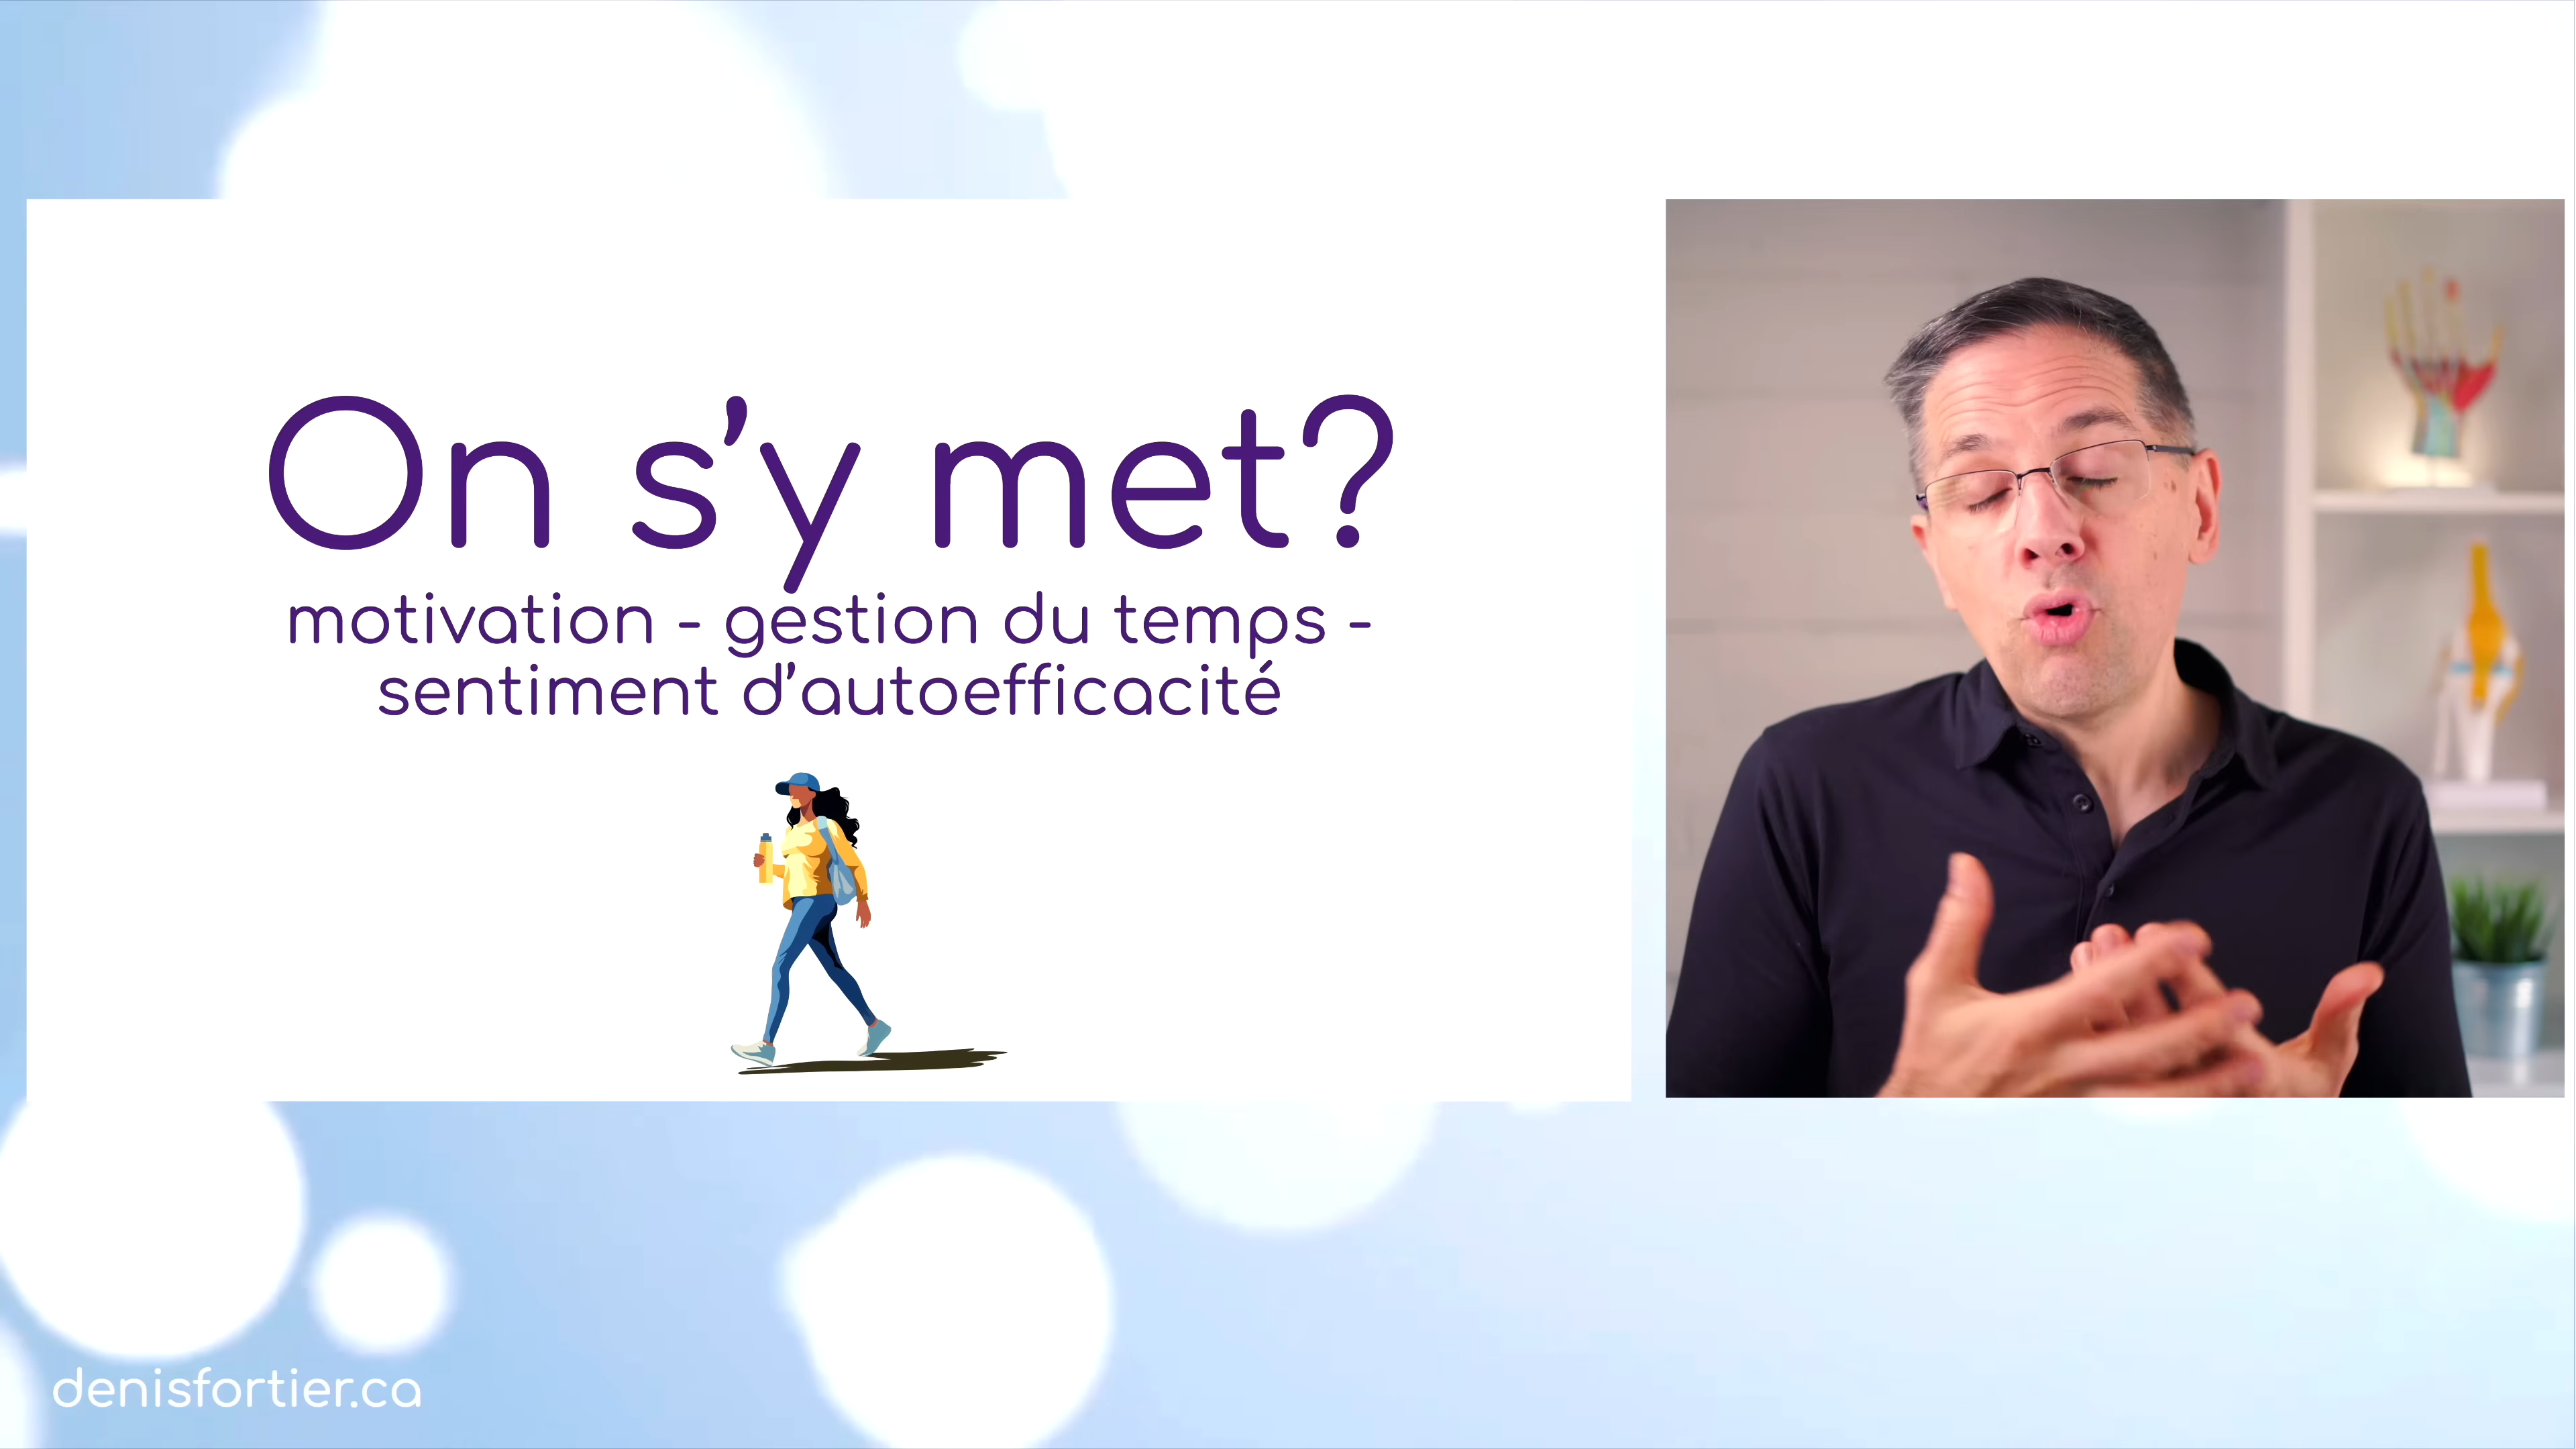 On s’y met?
motivation - gestion du temps -
sentiment d’autoefficacité
denisfortier.ca